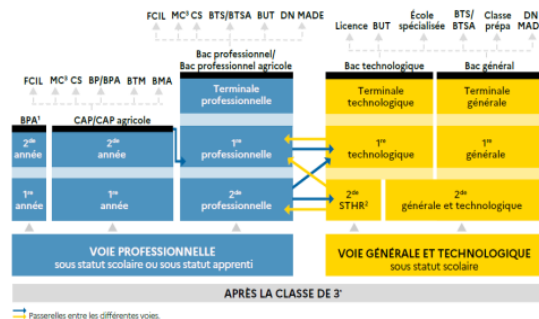 FCIL MC³ CS BTS/BTSA BUT DN MADE
Licence BUT École spécialisée BTS/BTSA Classe prépa DN MADE
Bac professionnel/
Bac professionnel agricole
Bac technologique Bac général
FCIL MC³ CS BP/BPA BTM BMA
Terminale professionnelle
Terminale technologique
Terminale générale
BPA¹ CAP/CAP agricole
2de année
2de année
1re professionnelle
1re technologique
1re générale
1re année
1re année
2de professionnelle
2de STHR²
2de générale et technologique
VOIE PROFESSIONNELLE
sous statut scolaire ou sous statut apprenti
VOIE GÉNÉRALE ET TECHNOLOGIQUE
sous statut scolaire
APRÈS LA CLASSE DE 3e
Passerelles entre les différentes voies.